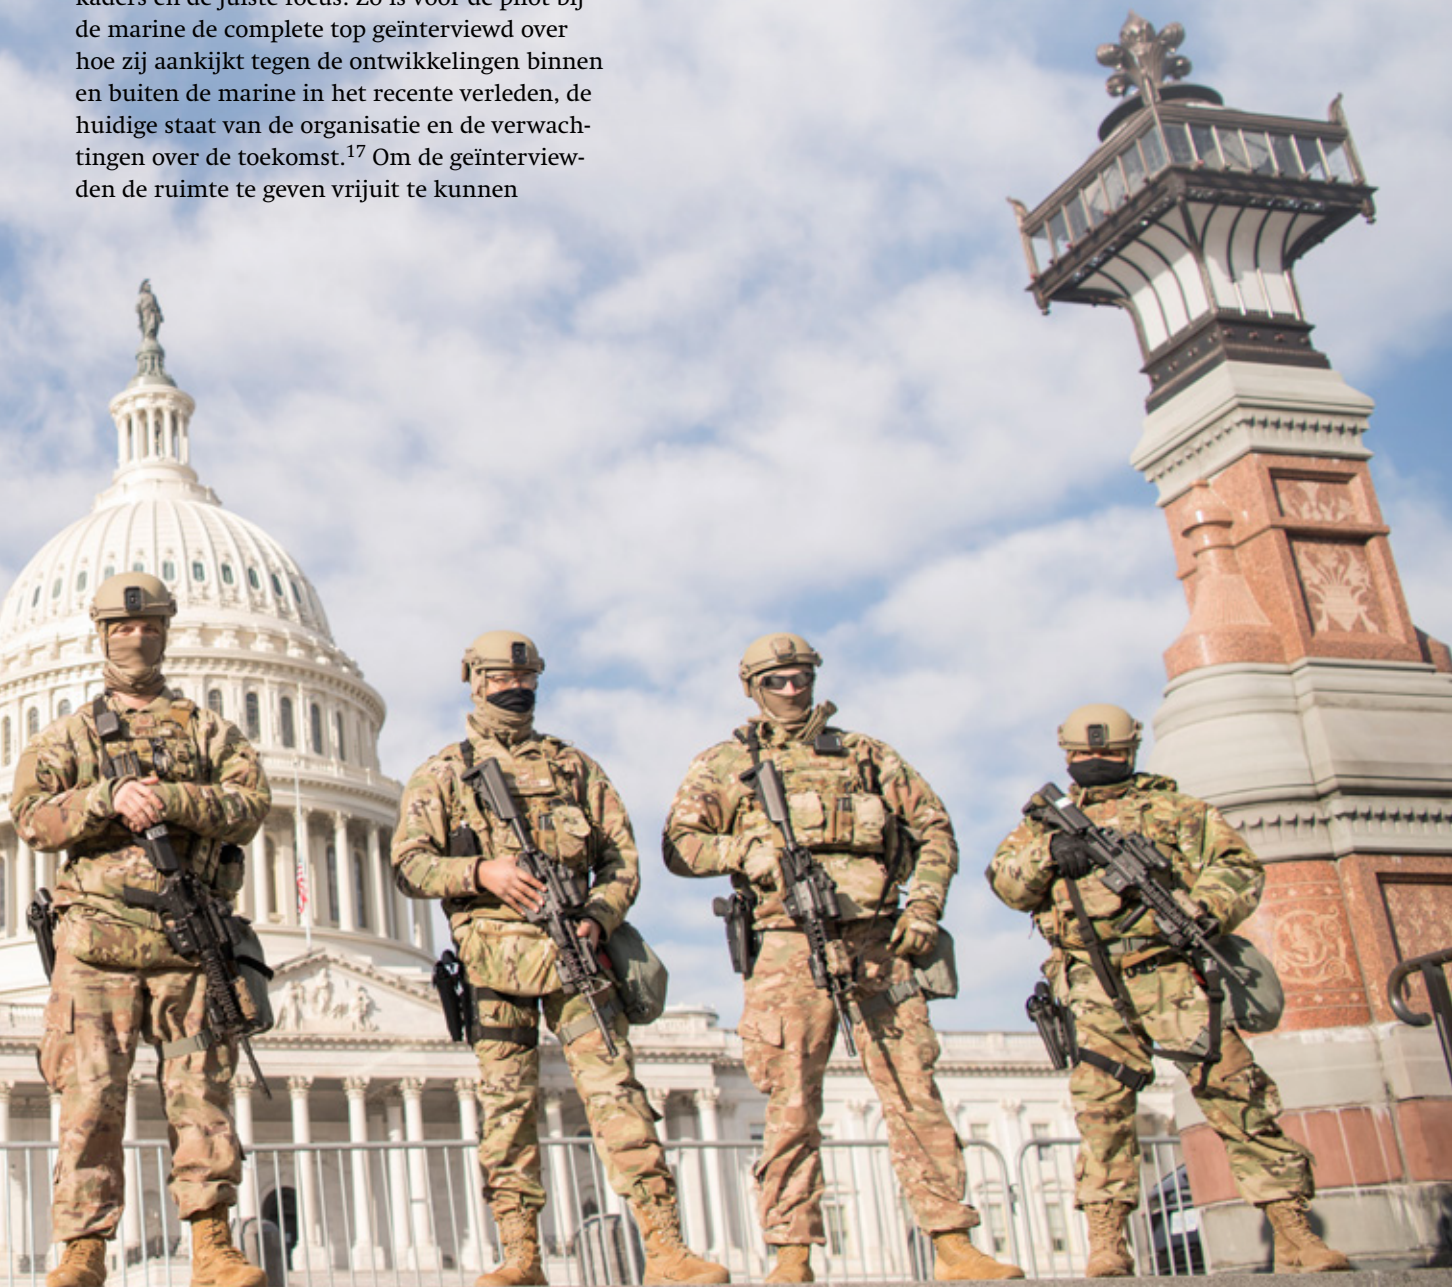 kaders en de juiste focus. Zo is voor de pilot bij
de marine de complete top geïnterviewd over
hoe zij aankijkt tegen de ontwikkelingen binnen
en buiten de marine in het recente verleden, de
huidige staat van de organisatie en de verwach-
tingen over de toekomst.17 Om de geïnterview-
den de ruimte te geven vrijuit te kunnen